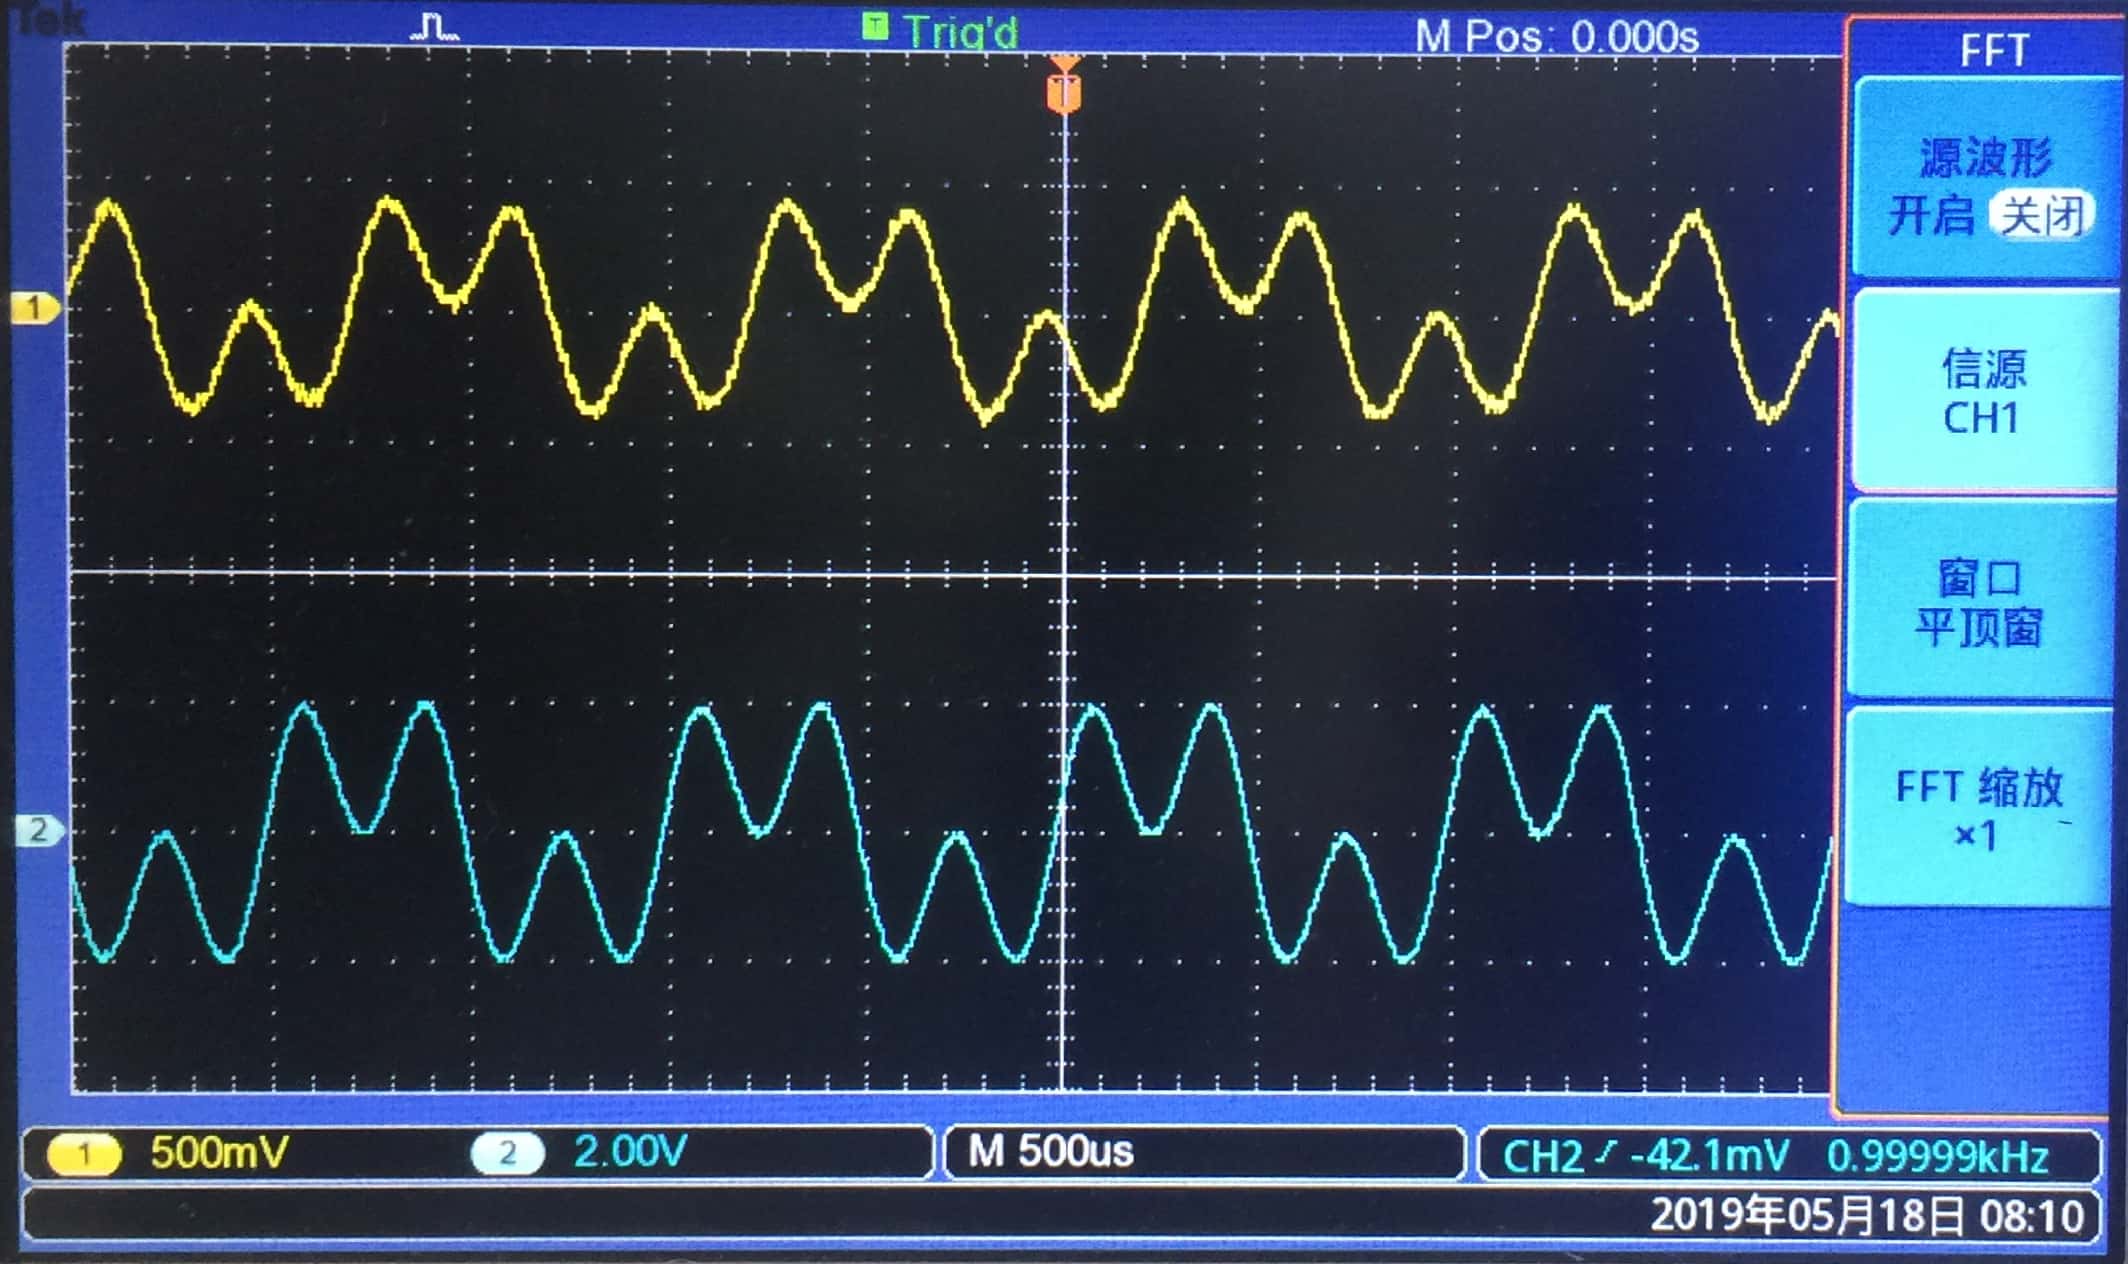 Tek
Trig'd
M Pos: 0.000s
FFT
T
源波形
开启 关闭
1
信源
CH1
窗口
平顶窗
2
FFT 缩放
×1
1 500mV
2 2.00V
M 500us
CH2 -42.1mV 0.99999kHz
2019年05月18日 08:10